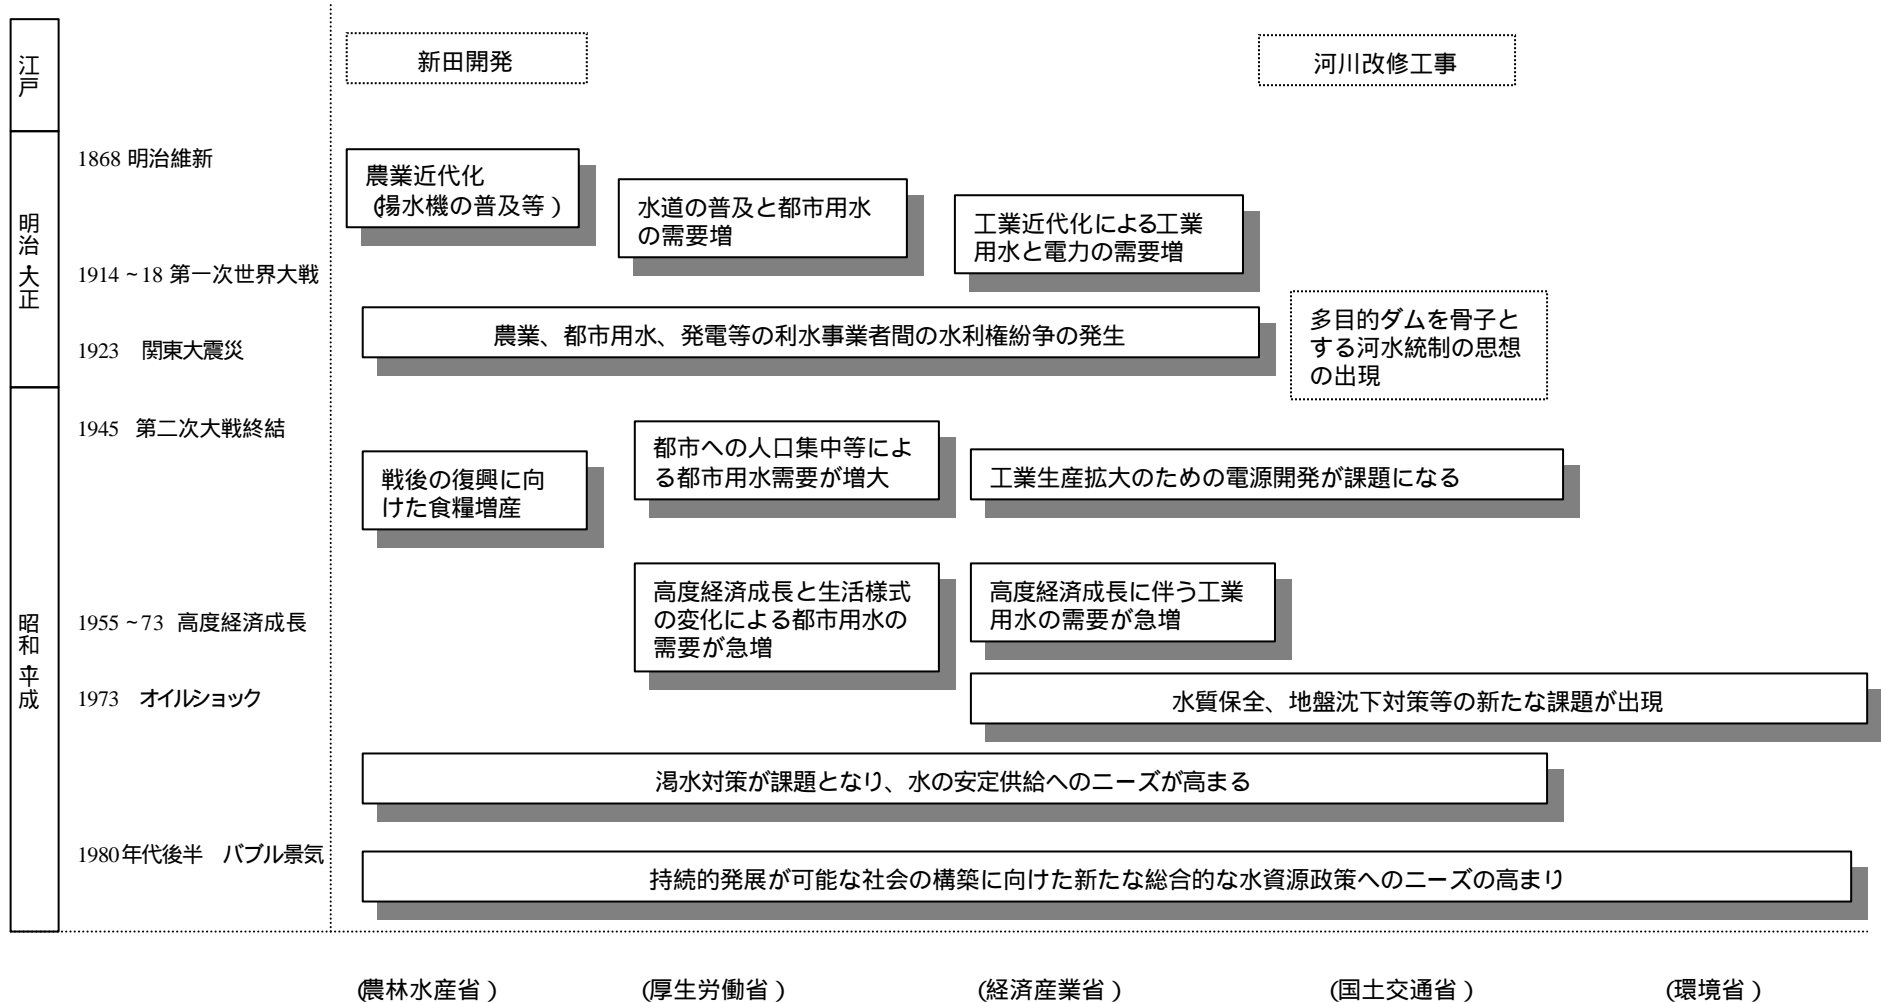 江戸
新田開発
河川改修工事
明治・大正
1868 明治維新
農業近代化
(揚水機の普及等)
水道の普及と都市用水
の需要増
工業近代化による工業
用水と電力の需要増
1914~18 第一次世界大戦
農業、都市用水、発電等の利水事業者間の水利権紛争の発生
多目的ダムを骨子と
する河水統制の思想
の出現
1923 関東大震災
昭和・平成
1945 第二次大戦終結
戦後の復興に向
けた食糧増産
都市への人口集中等によ
る都市用水需要が増大
工業生産拡大のための電源開発が課題になる
1955~73 高度経済成長
高度経済成長と生活様式
の変化による都市用水の
需要が急増
高度経済成長に伴う工業
用水の需要が急増
1973 オイルショック
水質保全、地盤沈下対策等の新たな課題が出現
渇水対策が課題となり、水の安定供給へのニーズが高まる
1980年代後半 バブル景気
持続的発展が可能な社会の構築に向けた新たな総合的な水資源政策へのニーズの高まり
(農林水産省)
(厚生労働省)
(経済産業省)
(国土交通省)
(環境省)